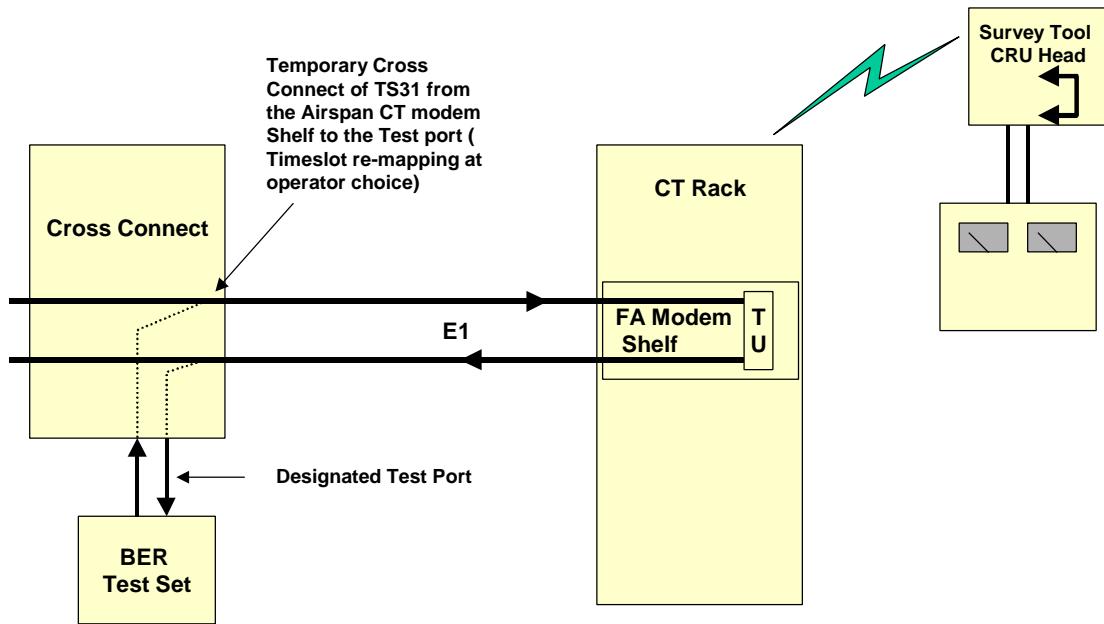 Temporary Cross
Connect of TS31 from
the Airspan CT modem
Shelf to the Test port (
Timeslot re-mapping at
operator choice)
Survey Tool
CRU Head
Cross Connect
CT Rack
E1
FA Modem
Shelf
T
U
Designated Test Port
BER
Test Set